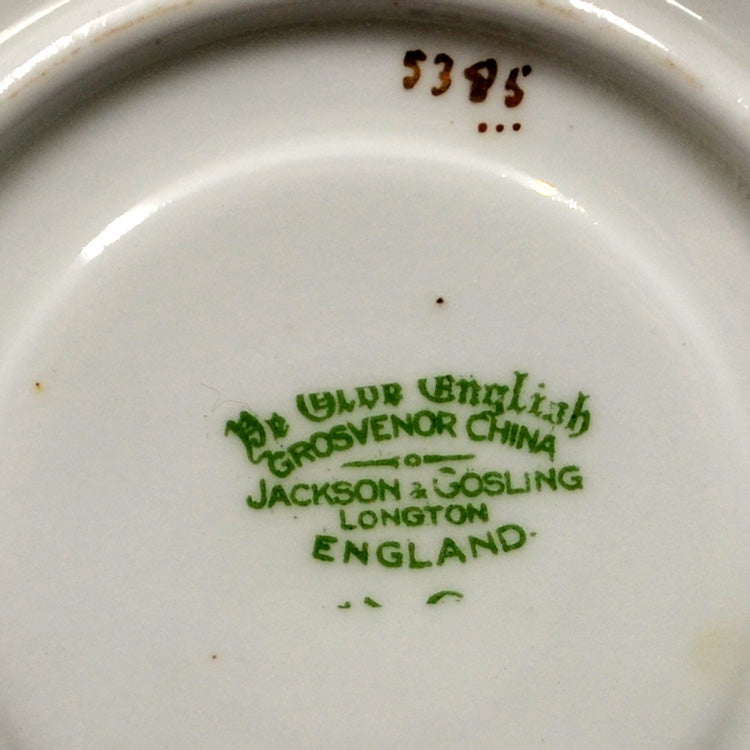 5385
Ye Olde English
GROSVENOR CHINA
JACKSON & GOSLING
LONGTON
ENGLAND